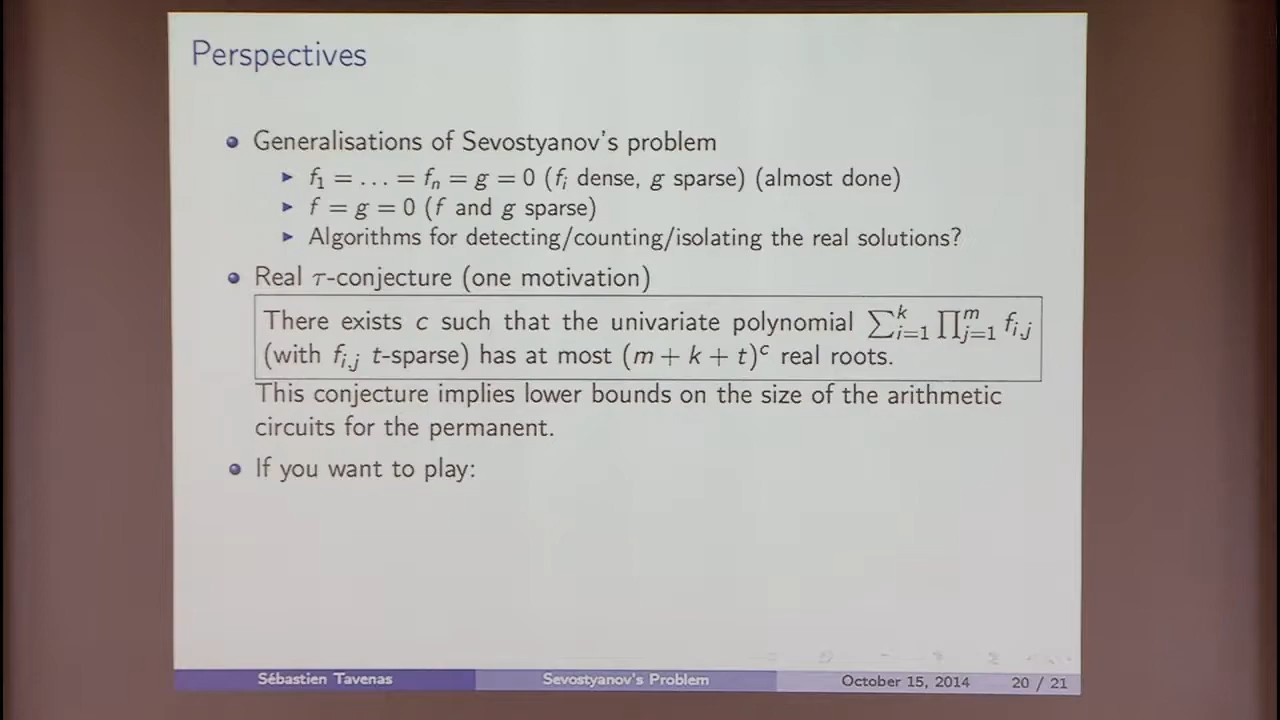 Perspectives
Generalisations of Sevostyanov's problem
f₁ = … = fₙ = g = 0 (fᵢ dense, g sparse) (almost done)
f = g = 0 (f and g sparse)
Algorithms for detecting/counting/isolating the real solutions?
Real τ-conjecture (one motivation)
There exists c such that the univariate polynomial ∑ᵢ₌₁ᵏ ∏ⱼ₌₁ᵐ fᵢ,ⱼ
(with fᵢ,ⱼ t-sparse) has at most (m + k + t)ᶜ real roots.
This conjecture implies lower bounds on the size of the arithmetic
circuits for the permanent.
If you want to play:
Sébastien Tavenas Sevostyanov's Problem October 15, 2014 20 / 21